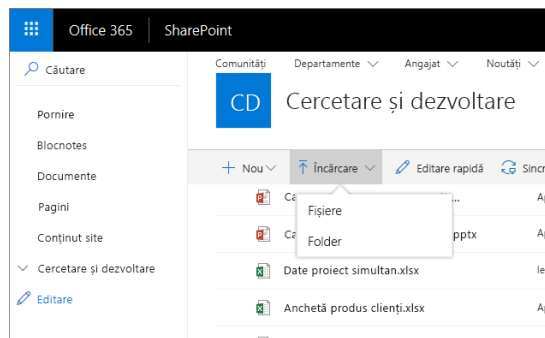 Office 365 SharePoint
Căutare
Comunități Departamente Angajat Noutăți
CD Cercetare și dezvoltare
Pornire
Blocnotes
Documente
Pagini
Conținut site
Cercetare și dezvoltare
Editare
Nou Încărcare Editare rapidă
Fișiere
Folder
...
pptx
Date proiect simultan.xlsx
Anchetă produs clienți.xlsx